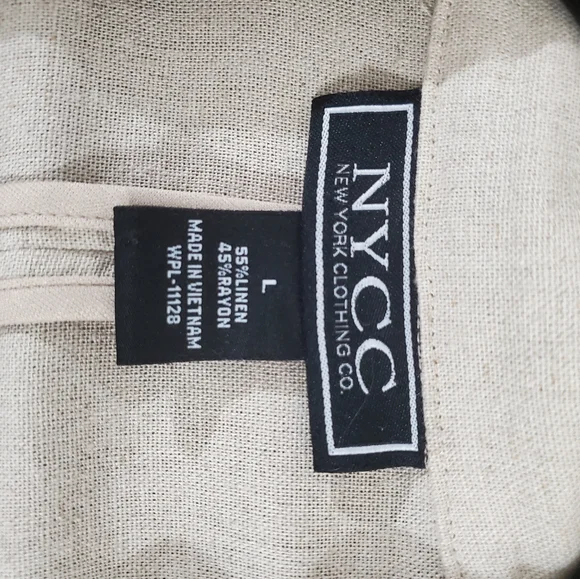 NYCC
NEW YORK CLOTHING CO.
L
55%LINEN
45%RAYON
MADE IN VIETNAM
WPL-11128